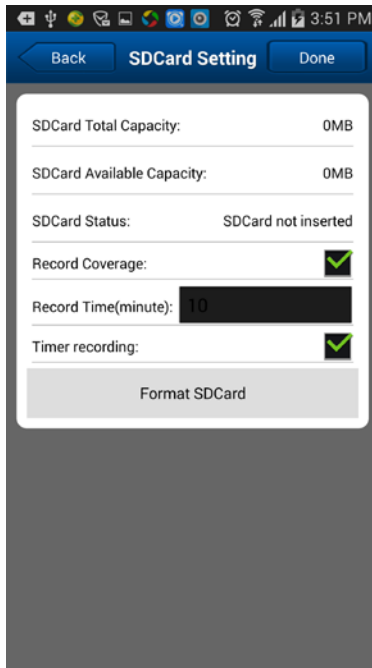 3:51 PM
Back SDCard Setting Done
SDCard Total Capacity: 0MB
SDCard Available Capacity: 0MB
SDCard Status: SDCard not inserted
Record Coverage:
Record Time(minute): 10
Timer recording:
Format SDCard